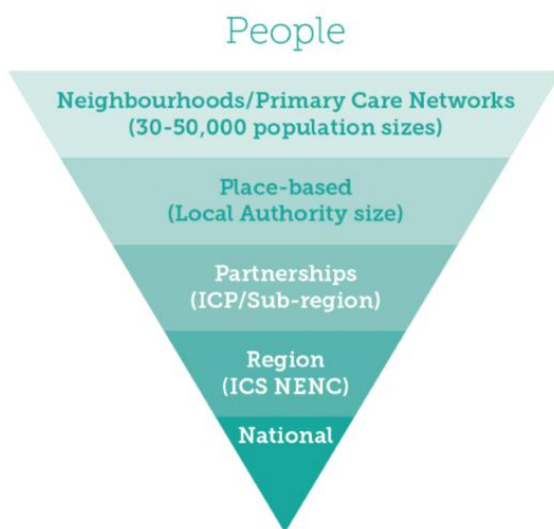 People
Neighbourhoods/Primary Care Networks
(30-50,000 population sizes)
Place-based
(Local Authority size)
Partnerships
(ICP/Sub-region)
Region
(ICS NENC)
National